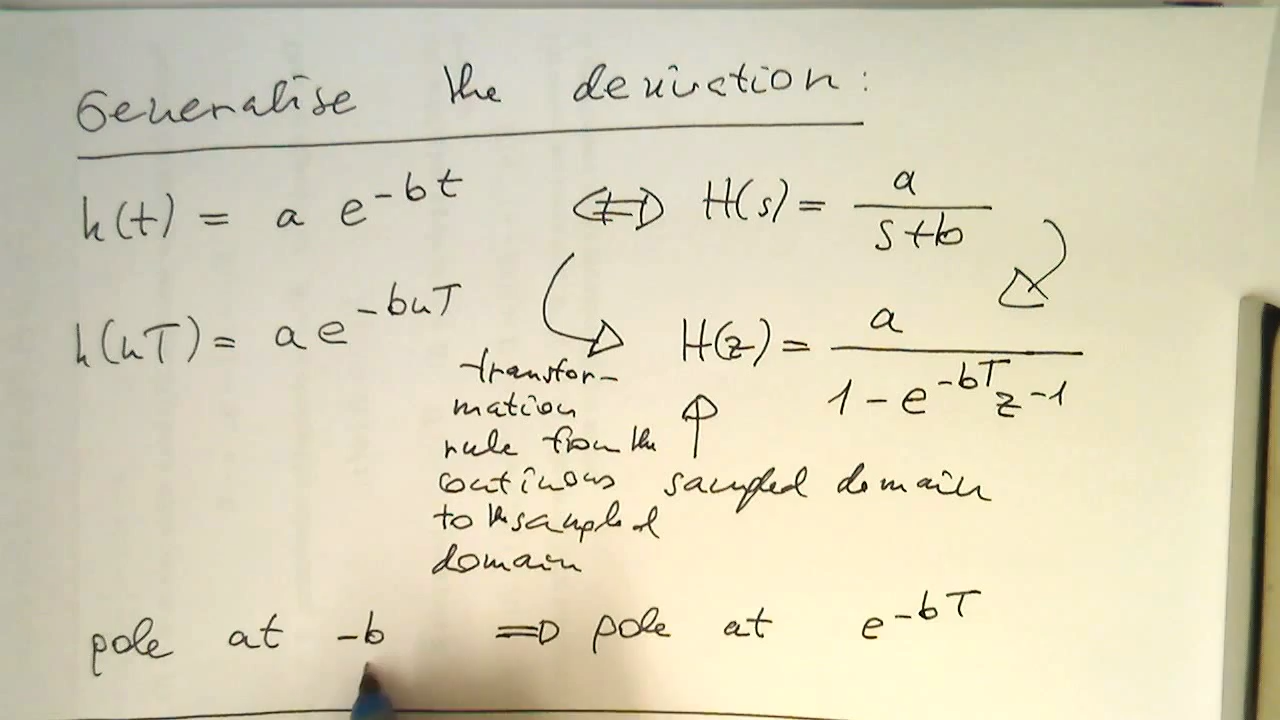 Generalise the derivation:
h(t) = a e^{-bt} ⇔ H(s) = a / (s+b)
h(nT) = a e^{-bnT} H(z) = a / (1 - e^{-bT} z^{-1})
transfor-
mation
rule from the
continous
to the sampled
domain
sampled domain
pole at -b ⇒ pole at e^{-bT}